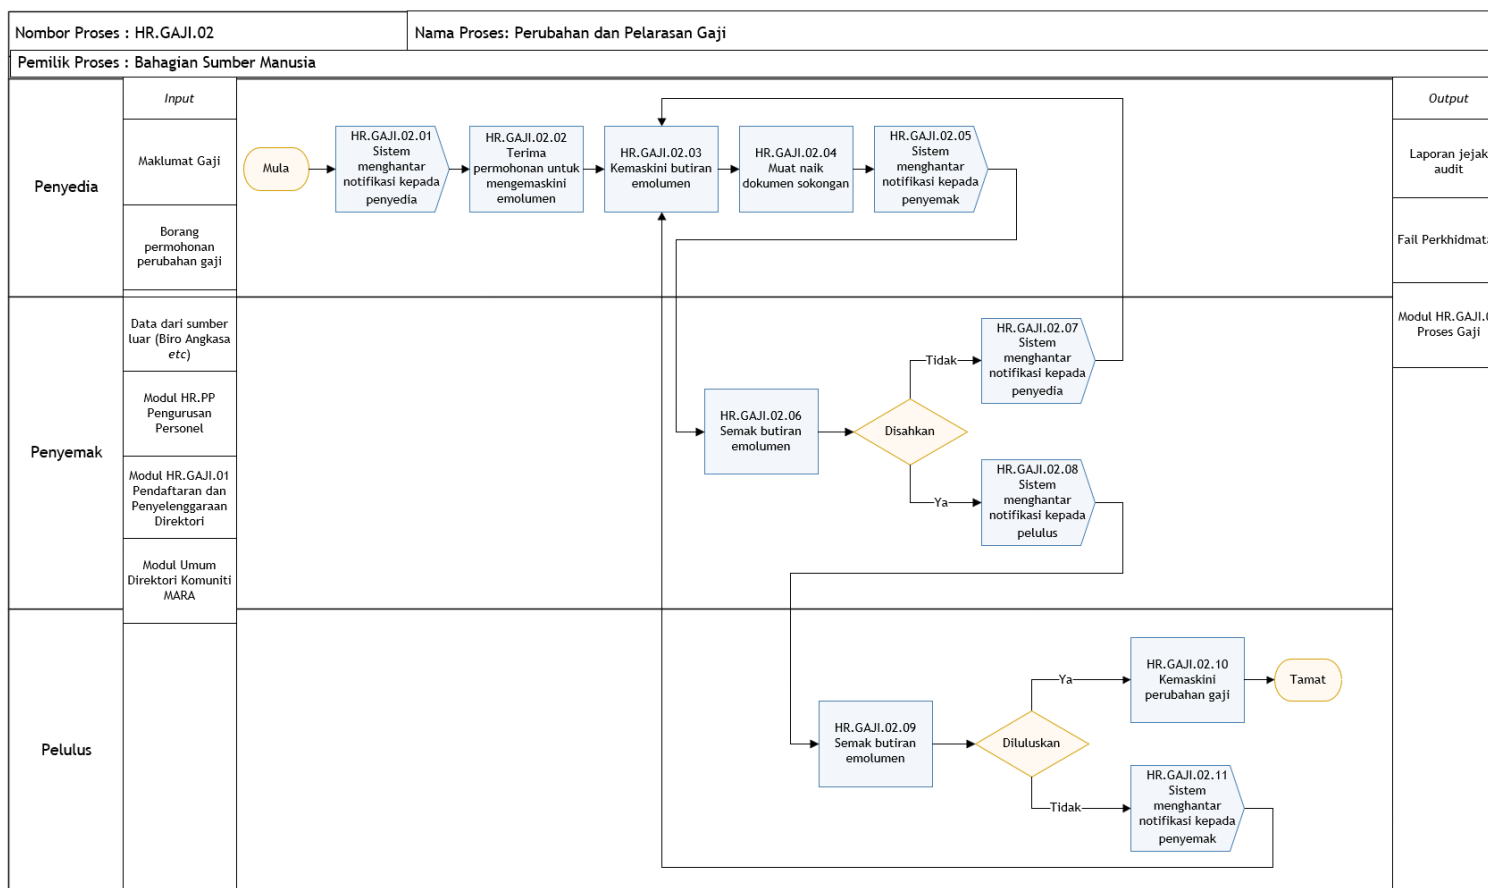 Nombor Proses : HR.GAJI.02
Nama Proses: Perubahan dan Pelarasan Gaji
Pemilik Proses : Bahagian Sumber Manusia
Penyedia
Input
Maklumat Gaji
Borang
permohonan
perubahan gaji
Mula
HR.GAJI.02.01
Sistem
menghantar
notifikasi kepada
penyedia
HR.GAJI.02.02
Terima
permohonan untuk
mengemaskini
emolumen
HR.GAJI.02.03
Kemaskini butiran
emolumen
HR.GAJI.02.04
Muat naik
dokumen sokongan
HR.GAJI.02.05
Sistem
menghantar
notifikasi kepada
penyemak
Output
Laporan jejak
audit
Fail
Modul
Proses Gaji
Penyemak
Data dari sumber
luar (Biro Angkasa
etc)
Modul HR.PP
Pengurusan
Personel
Modul HR.GAJI.01
Pendaftaran dan
Penyelenggaraan
Direktori
Modul Umum
Direktori Komuniti
MARA
HR.GAJI.02.06
Semak butiran
emolumen
Disahkan
Tidak
HR.GAJI.02.07
Sistem
menghantar
notifikasi kepada
penyedia
Ya
HR.GAJI.02.08
Sistem
menghantar
notifikasi kepada
pelulus
Pelulus
HR.GAJI.02.09
Semak butiran
emolumen
Diluluskan
Ya
HR.GAJI.02.10
Kemaskini
perubahan gaji
Tamat
Tidak
HR.GAJI.02.11
Sistem
menghantar
notifikasi kepada
penyemak